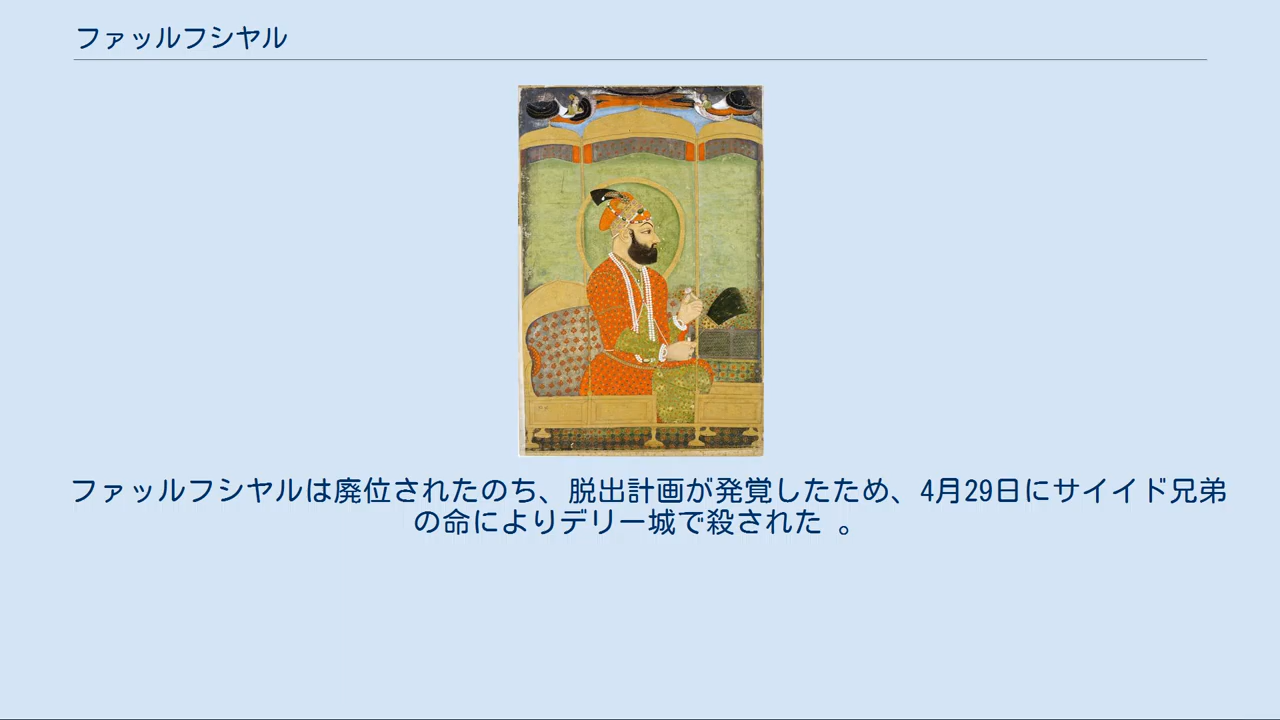 ファッルフシヤル
ファッルフシヤルは廃位されたのち、脱出計画が発覚したため、4月29日にサイイド兄弟
の命によりデリー城で殺された 。